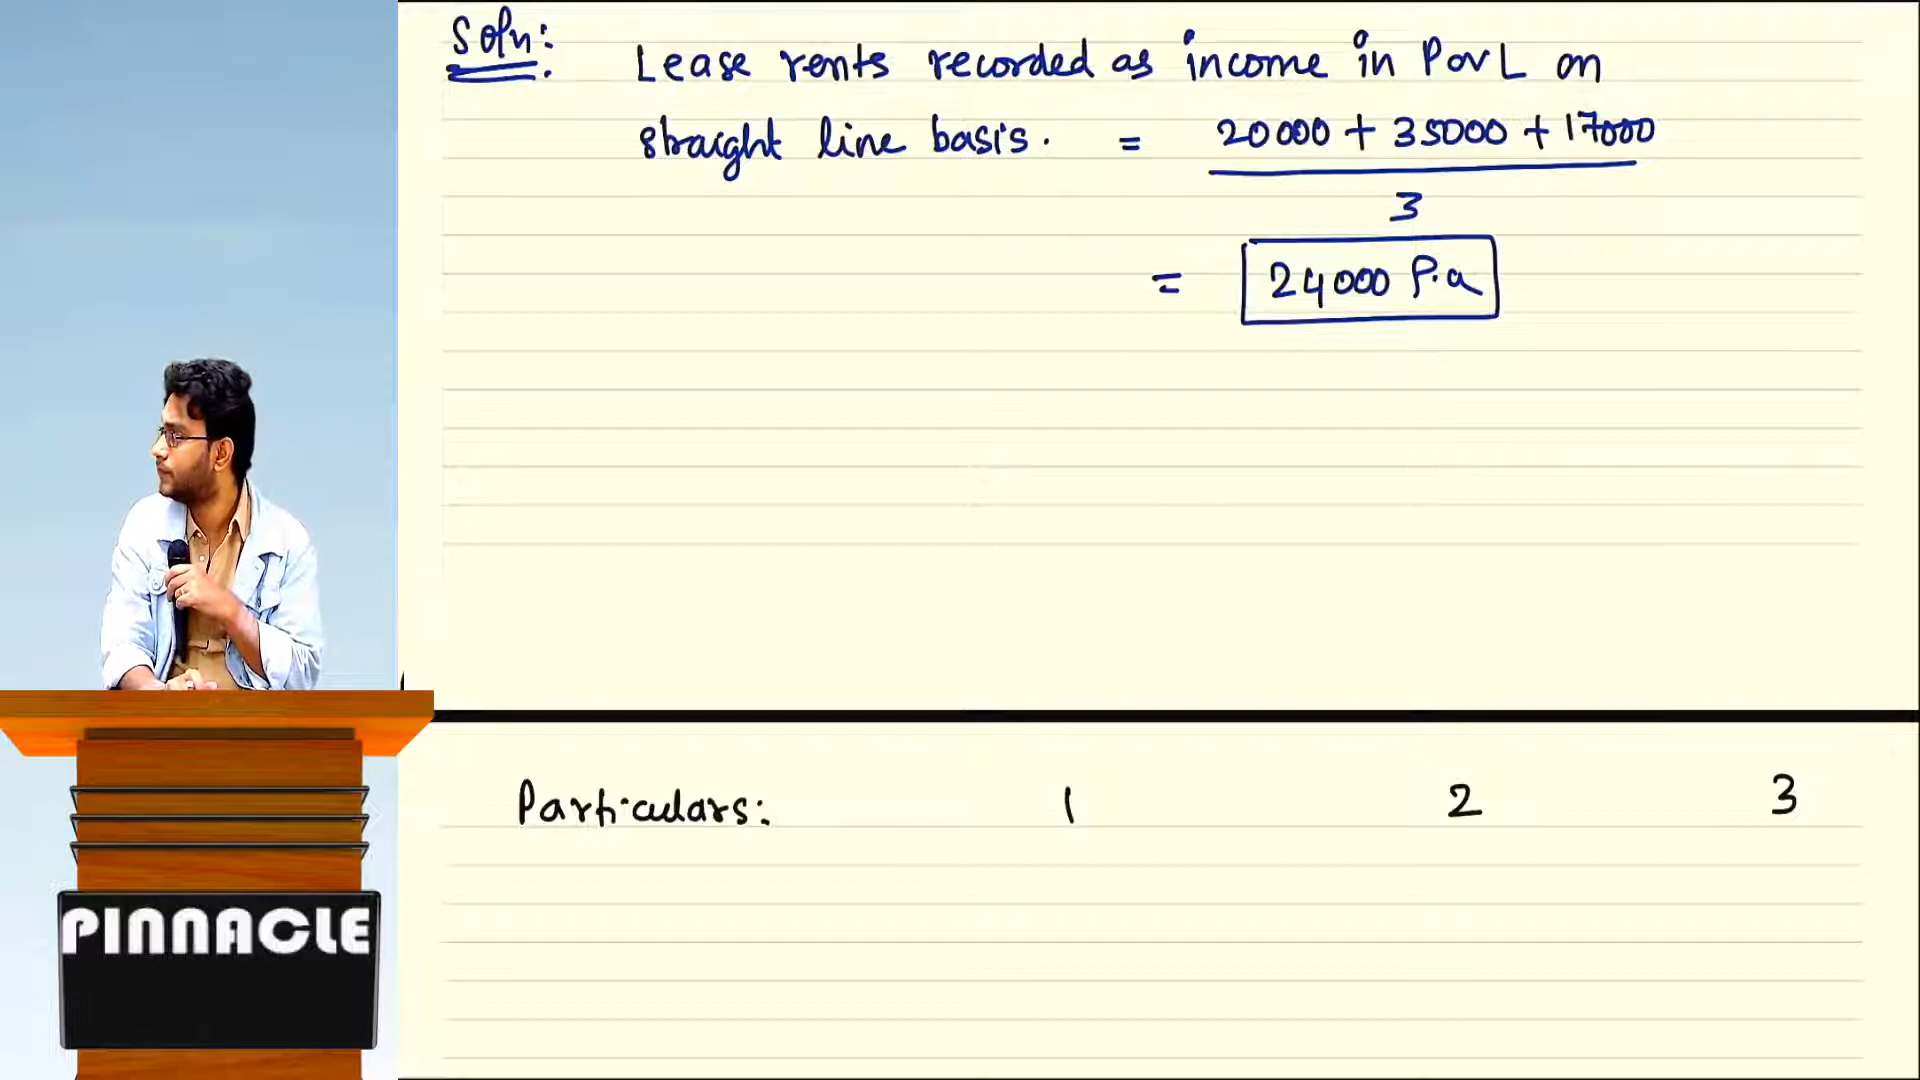 Soln:
Lease rents recorded as income in P or L on
straight line basis. = 20000 + 35000 + 17000
3
= 24000 P.a
Particulars: 1 2 3
PINNACLE